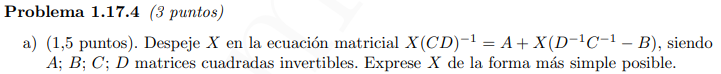 Problema 1.17.4 (3 puntos)
a) (1,5 puntos). Despeje X en la ecuación matricial X(CD)⁻¹ = A + X(D⁻¹C⁻¹ − B), siendo
A; B; C; D matrices cuadradas invertibles. Exprese X de la forma más simple posible.